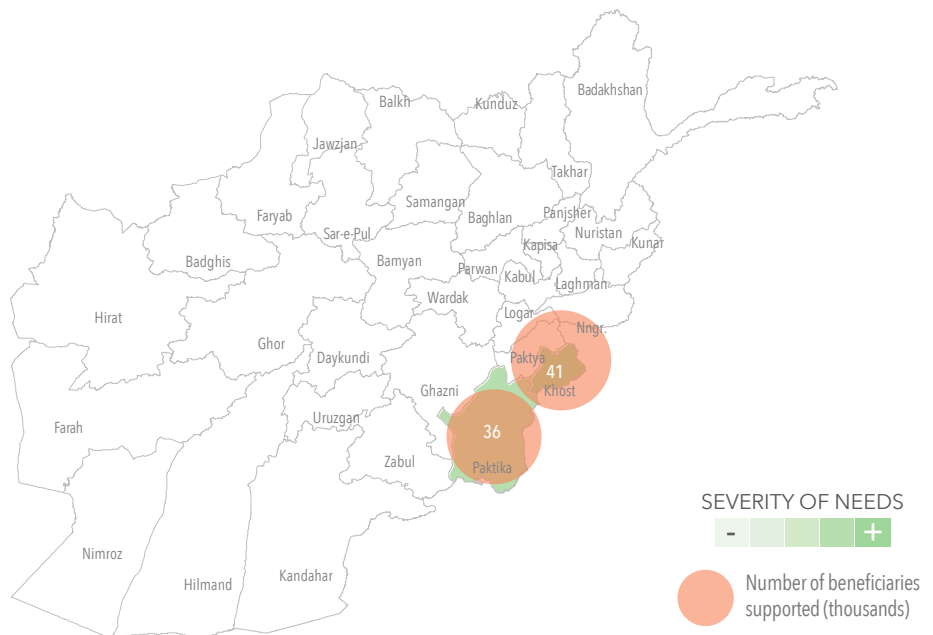 Badakhshan
Balkh
Kunduz
Jawzjan
Takhar
Samangan
Faryab
Baghlan
Panjsher
Sar-e-Pul
Nuristan
Kapisa
Kunar
Badghis
Bamyan
Parwan
Kabul
Laghman
Wardak
Hirat
Logar
Nngr.
Ghor
Daykundi
Paktya
41
Ghazni
Khost
Uruzgan
Farah
36
Zabul
Paktika
SEVERITY OF NEEDS
- +
Nimroz
Kandahar
Hilmand
Number of beneficiaries
supported (thousands)